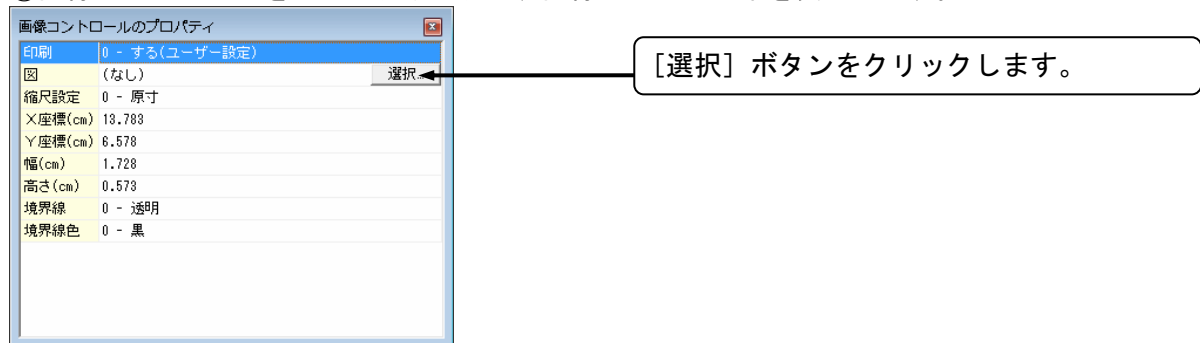 画像コントロールのプロパティ
印刷 0 - する(ユーザー設定)
図 (なし) 選択...
縮尺設定 0 - 原寸
X座標(cm) 13.783
Y座標(cm) 6.578
幅(cm) 1.728
高さ(cm) 0.573
境界線 0 - 透明
境界線色 0 - 黒
［選択］ボタンをクリックします。